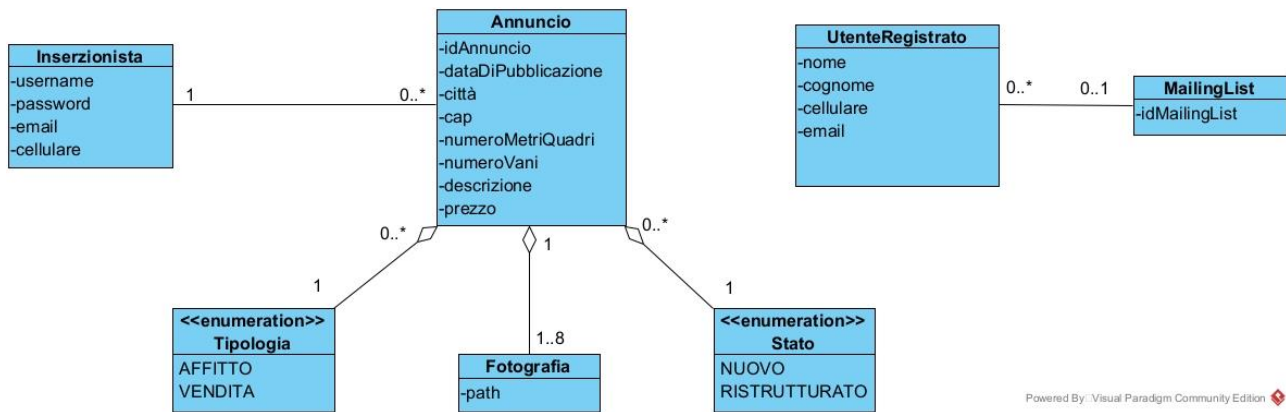 Inserzionista
-username
-password
-email
-cellulare
1
0..*
Annuncio
-idAnnuncio
-dataDiPubblicazione
-città
-cap
-numeroMetriQuadri
-numeroVani
-descrizione
-prezzo
UtenteRegistrato
-nome
-cognome
-cellulare
-email
0..*
0..1
MailingList
-idMailingList
0..*
1
0..*
1
1..8
1
<<enumeration>>
Tipologia
AFFITTO
VENDITA
Fotografia
-path
<<enumeration>>
Stato
NUOVO
RISTRUTTURATO
Powered By Visual Paradigm Community Edition